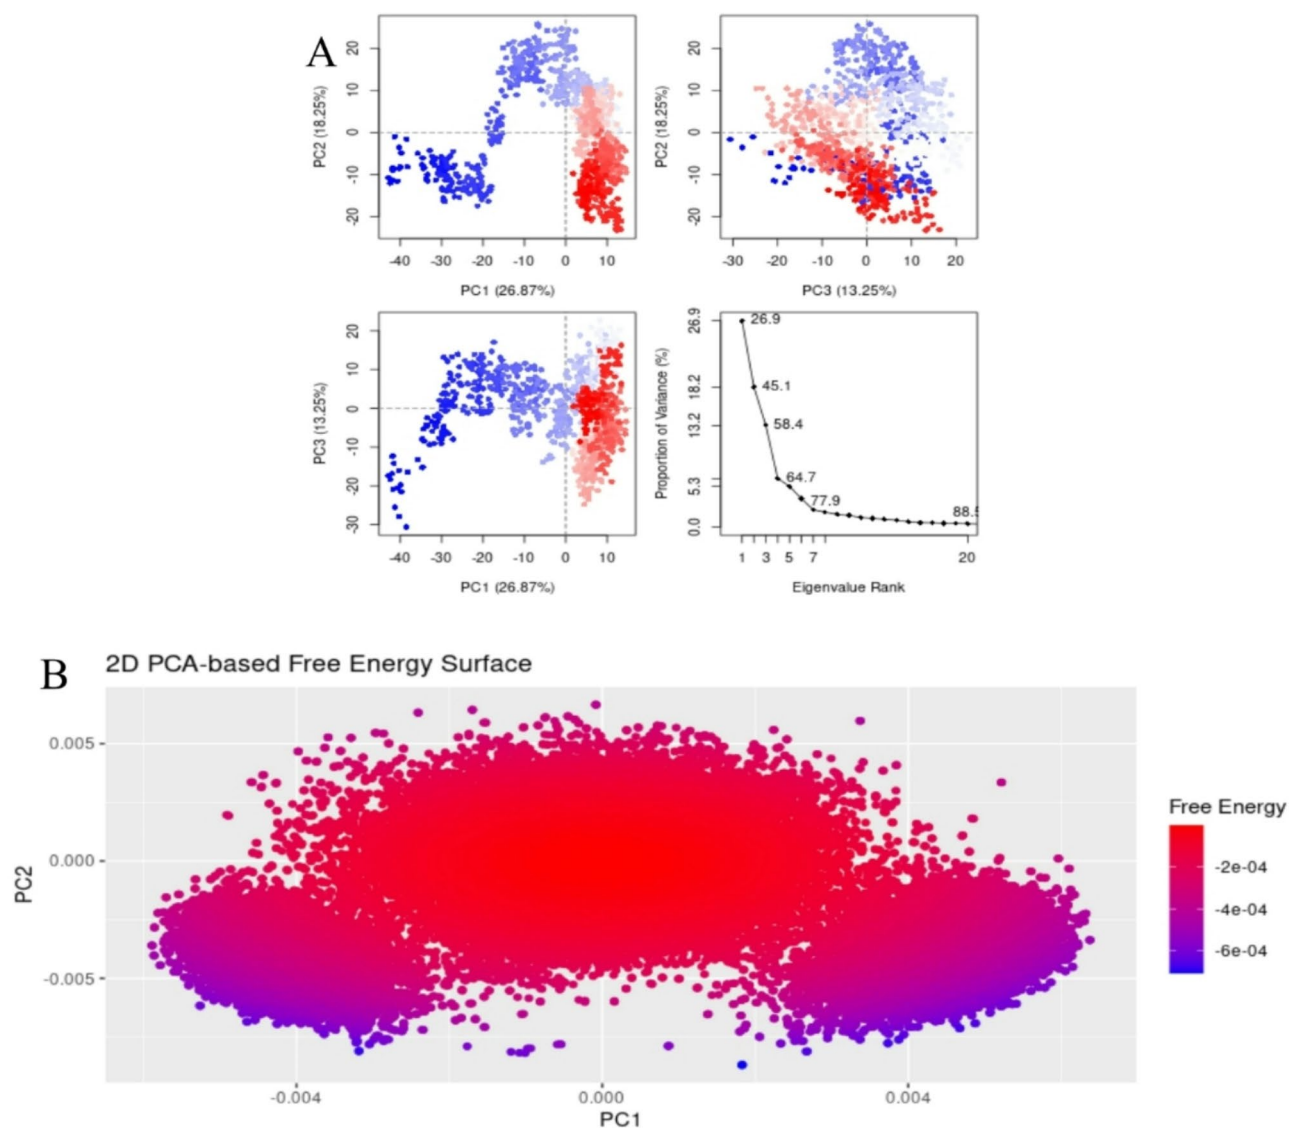 A
PC2 (18.25%)
20
10
0
-10
-20
-40 -30 -20 -10 0 10
PC1 (26.87%)
PC2 (18.25%)
20
10
0
-10
-20
-30 -20 -10 0 10 20
PC3 (13.25%)
PC3 (13.25%)
20
10
0
-10
-20
-30
-40 -30 -20 -10 0 10
PC1 (26.87%)
Proportion of Variance (%)
26.9
18.2
13.2
5.3
0.0
26.9
45.1
58.4
64.7
77.9
88.5
1 3 5 7 20
Eigenvalue Rank
B
2D PCA-based Free Energy Surface
PC2
0.005
0.000
-0.005
-0.004 0.000 0.004
PC1
Free Energy
-2e-04
-4e-04
-6e-04